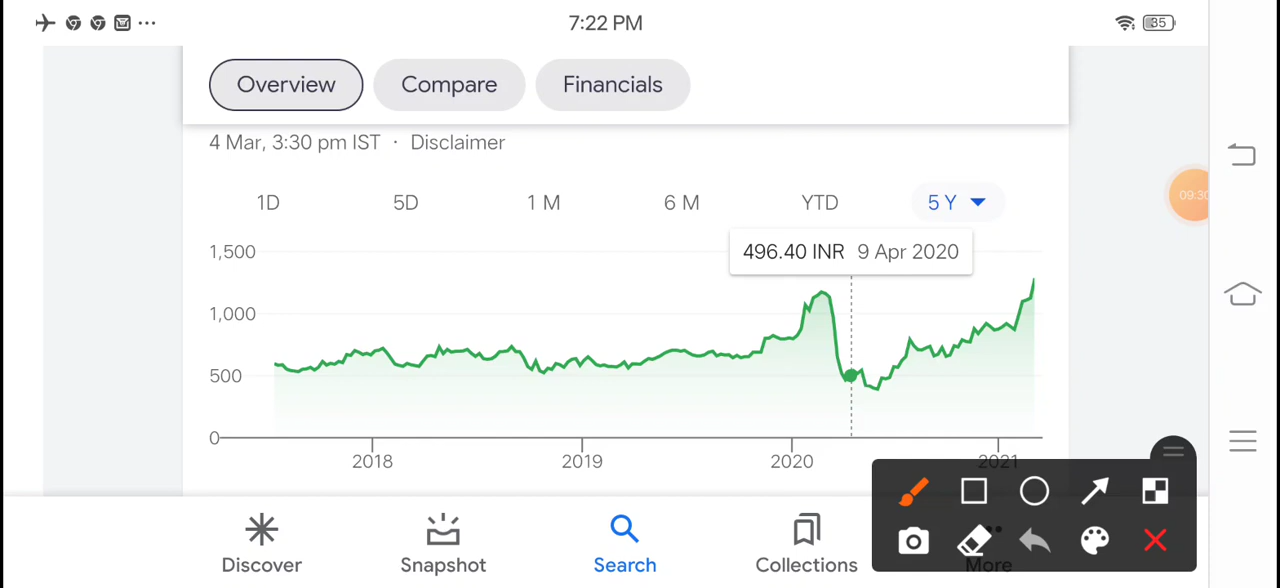 7:22 PM
35
Overview Compare Financials
4 Mar, 3:30 pm IST · Disclaimer
1D 5D 1 M 6 M YTD 5 Y
09:30
496.40 INR 9 Apr 2020
1,500
1,000
500
0
2018 2019 2020 2021
Discover Snapshot Search Collections More